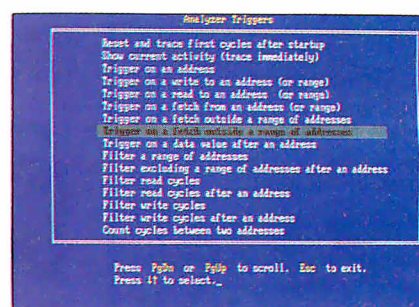 Analyzer Triggers
Reset and trace first cycles after startup
Show current activity (trace immediately)
Trigger on an address
Trigger on a write to an address (or range)
Trigger on a read to an address (or range)
Trigger on a fetch from an address (or range)
Trigger on a fetch outside a range of addresses
Trigger on a fetch outside a range of addresses
Trigger on a data value after an address
Filter a range of addresses
Filter excluding a range of addresses after an address
Filter read cycles
Filter read cycles after an address
Filter write cycles
Filter write cycles after an address
Count cycles between two addresses
Press PgDn or PgUp to scroll. Esc to exit.
Press ↓↑ to select._